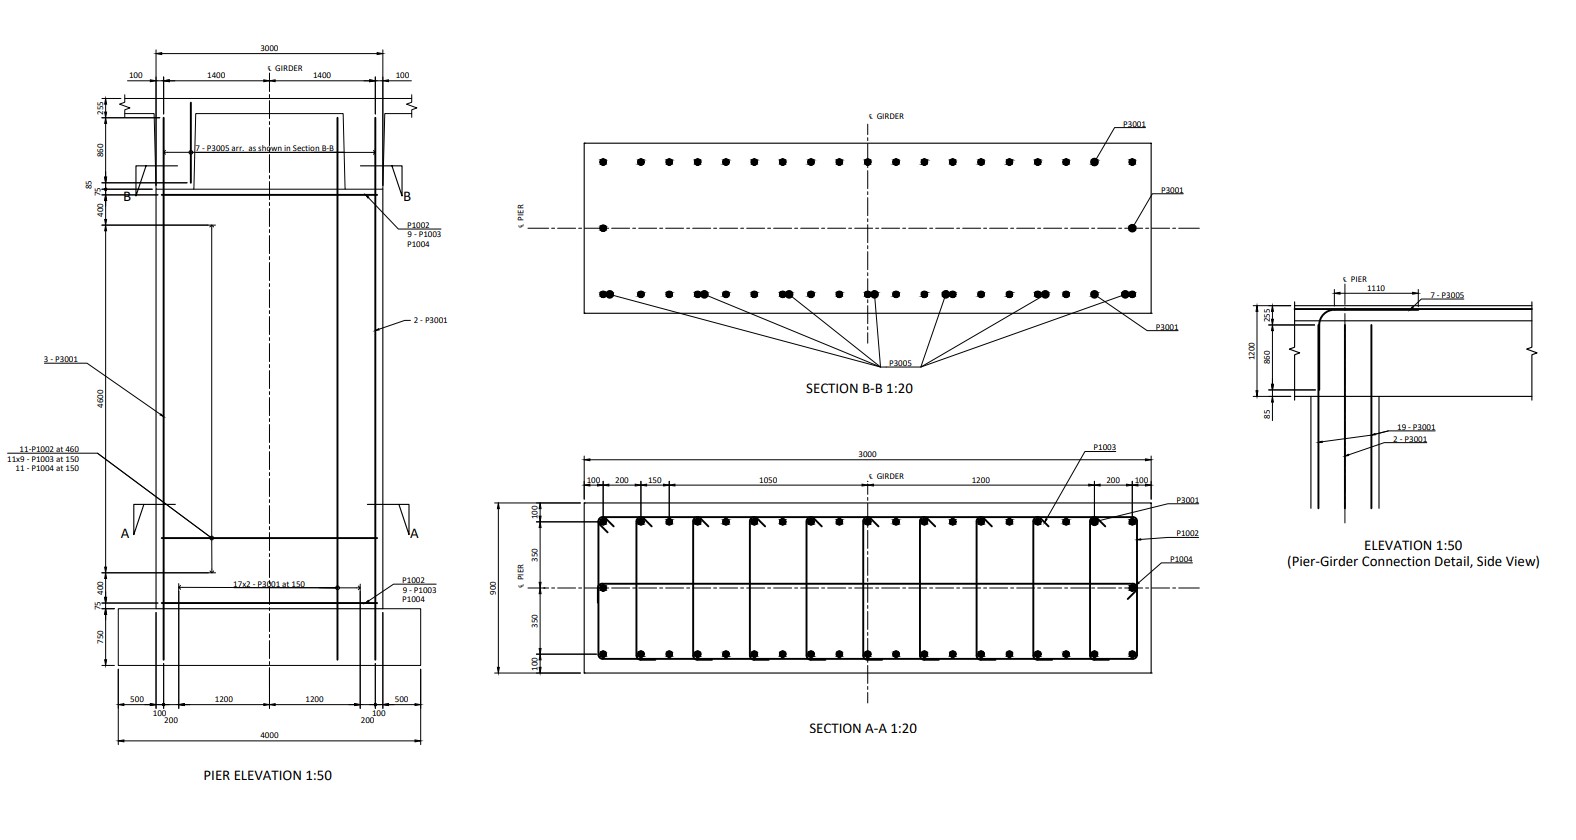 3000
℄ GIRDER
100
1400
1400
100
255
860
7 - P3005 arr. as shown in Section B-B
85
75
B
B
400
P1002
9 - P1003
P1004
2 - P3001
3 - P3001
4600
11-P1002 at 460
11x9 - P1003 at 150
11 - P1004 at 150
A
A
400
17x2 - P3001 at 150
P1002
9 - P1003
P1004
75
750
500
1200
1200
500
100
100
200
200
4000
PIER ELEVATION 1:50
℄ GIRDER
P3001
P3001
℄ PIER
P3001
P3005
SECTION B-B 1:20
P1003
3000
℄ GIRDER
100
200
150
1050
1200
200
100
P3001
100
P1002
350
P1004
℄ PIER
900
350
100
SECTION A-A 1:20
℄ PIER
1110
7 - P3005
255
1200
860
85
19 - P3001
2 - P3001
ELEVATION 1:50
(Pier-Girder Connection Detail, Side View)